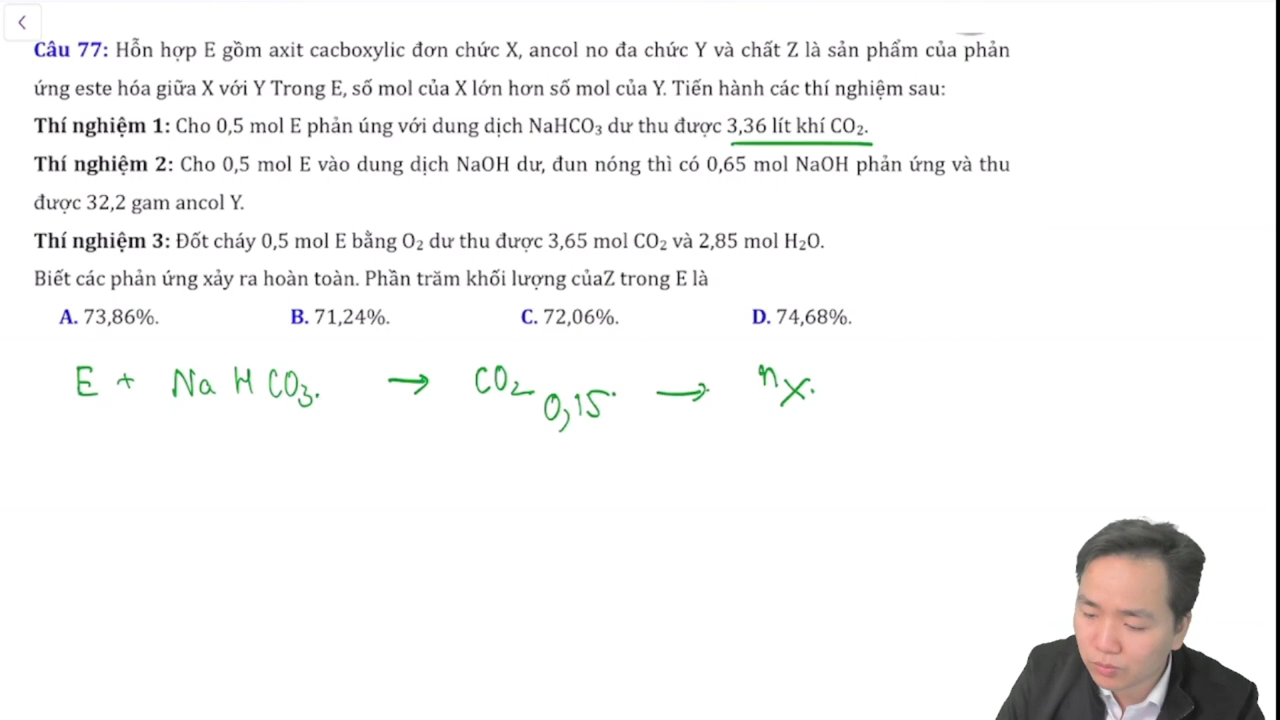 Câu 77: Hỗn hợp E gồm axit cacboxylic đơn chức X, ancol no đa chức Y và chất Z là sản phẩm của phản
ứng este hóa giữa X với Y Trong E, số mol của X lớn hơn số mol của Y. Tiến hành các thí nghiệm sau:
Thí nghiệm 1: Cho 0,5 mol E phản úng với dung dịch NaHCO₃ dư thu được 3,36 lít khí CO₂.
Thí nghiệm 2: Cho 0,5 mol E vào dung dịch NaOH dư, đun nóng thì có 0,65 mol NaOH phản ứng và thu
được 32,2 gam ancol Y.
Thí nghiệm 3: Đốt cháy 0,5 mol E bằng O₂ dư thu được 3,65 mol CO₂ và 2,85 mol H₂O.
Biết các phản ứng xảy ra hoàn toàn. Phần trăm khối lượng củaZ trong E là
A. 73,86%. B. 71,24%. C. 72,06%. D. 74,68%.
E + NaHCO₃. → CO₂ 0,15 → nX.